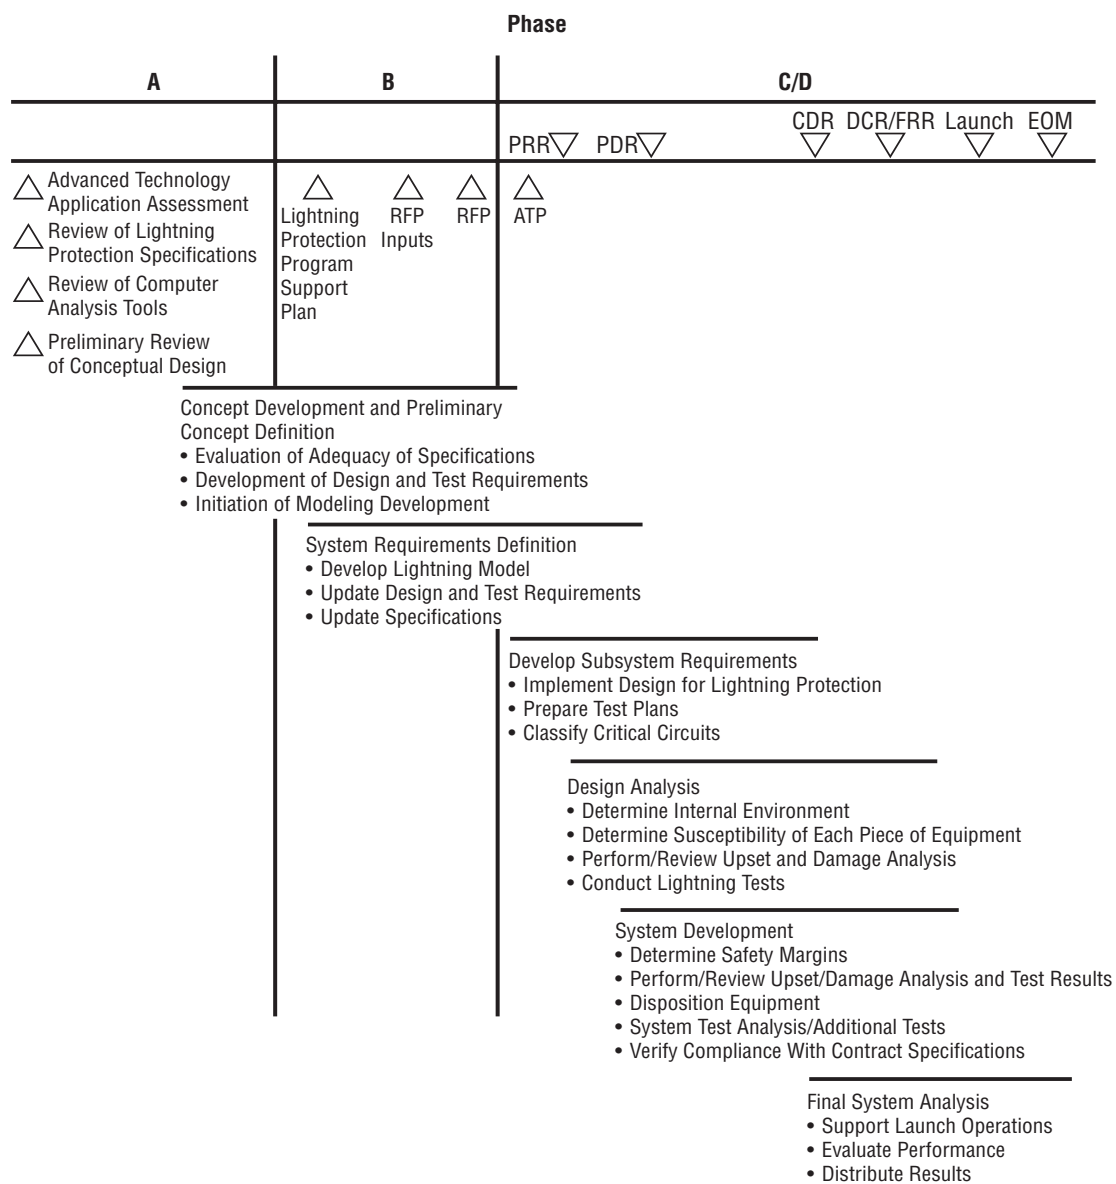 Phase
A
B
C/D
PRR
PDR
CDR
DCR/FRR
Launch
EOM
Advanced Technology
Application Assessment
Review of Lightning
Protection Specifications
Review of Computer
Analysis Tools
Preliminary Review
of Conceptual Design
Lightning
Protection
Program
Support
Plan
RFP
Inputs
RFP
ATP
Concept Development and Preliminary
Concept Definition
• Evaluation of Adequacy of Specifications
• Development of Design and Test Requirements
• Initiation of Modeling Development
System Requirements Definition
• Develop Lightning Model
• Update Design and Test Requirements
• Update Specifications
Develop Subsystem Requirements
• Implement Design for Lightning Protection
• Prepare Test Plans
• Classify Critical Circuits
Design Analysis
• Determine Internal Environment
• Determine Susceptibility of Each Piece of Equipment
• Perform/Review Upset and Damage Analysis
• Conduct Lightning Tests
System Development
• Determine Safety Margins
• Perform/Review Upset/Damage Analysis and Test Results
• Disposition Equipment
• System Test Analysis/Additional Tests
• Verify Compliance With Contract Specifications
Final System Analysis
• Support Launch Operations
• Evaluate Performance
• Distribute Results